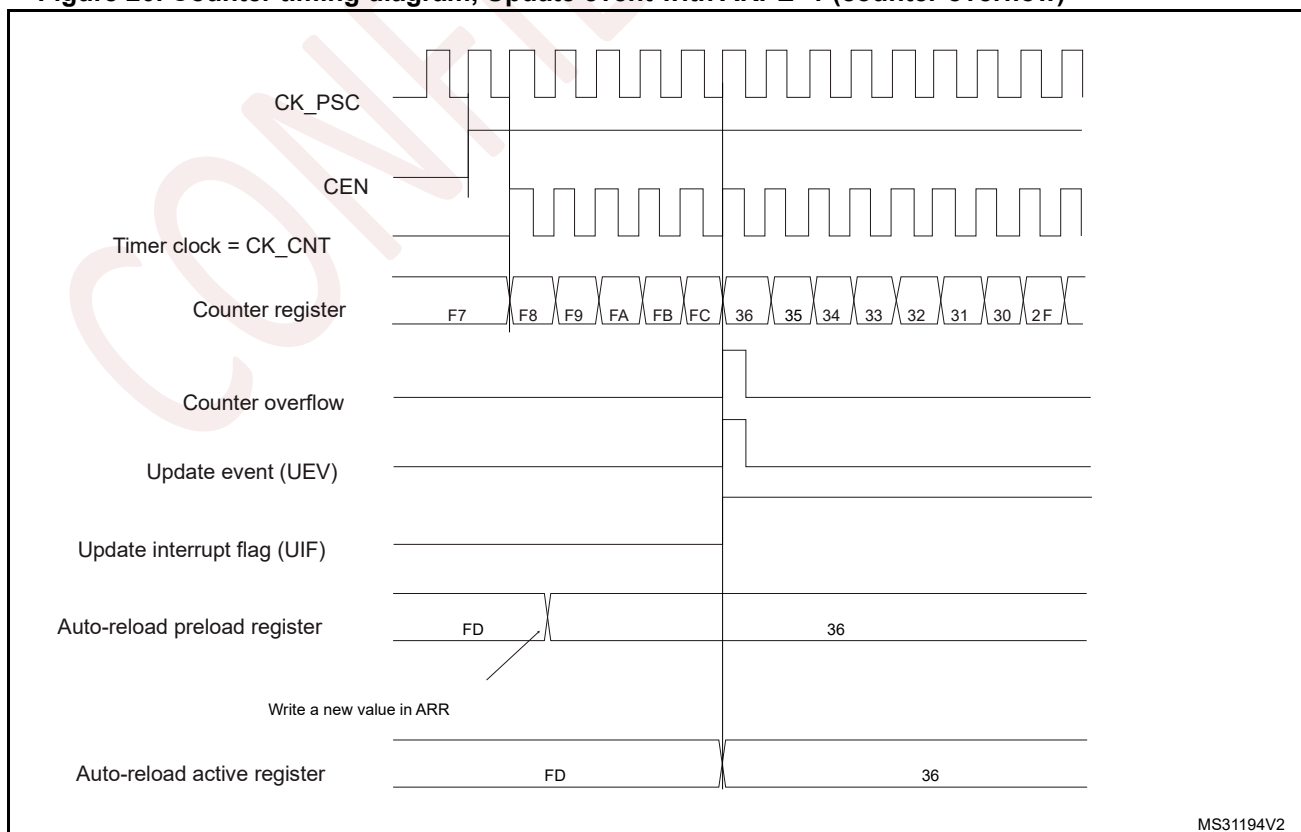 CK_PSC
CEN
Timer clock = CK_CNT
Counter register F7 F8 F9 FA FB FC 36 35 34 33 32 31 30 2F
Counter overflow
Update event (UEV)
Update interrupt flag (UIF)
Auto-reload preload register FD 36
Write a new value in ARR
Auto-reload active register FD 36
MS31194V2